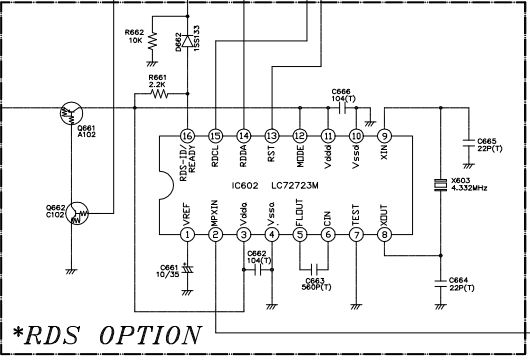 R662
10K
D662
1SS133
R661
2.2K
C666
104(T)
Q661
A102
16
15
14
13
12
11
10
9
RDS-ID/
READY
RDCL
RDDA
RST
MODE
Vddd
Vssd
XIN
C665
22P(T)
IC602 LC72723M
X603
4.332MHz
Q662
C102
VREF
MPXIN
Vdda
Vssa
FLOUT
CIN
TEST
XOUT
1
2
3
4
5
6
7
8
C661
10/35
C662
104(T)
C663
560P(T)
C664
22P(T)
*RDS OPTION